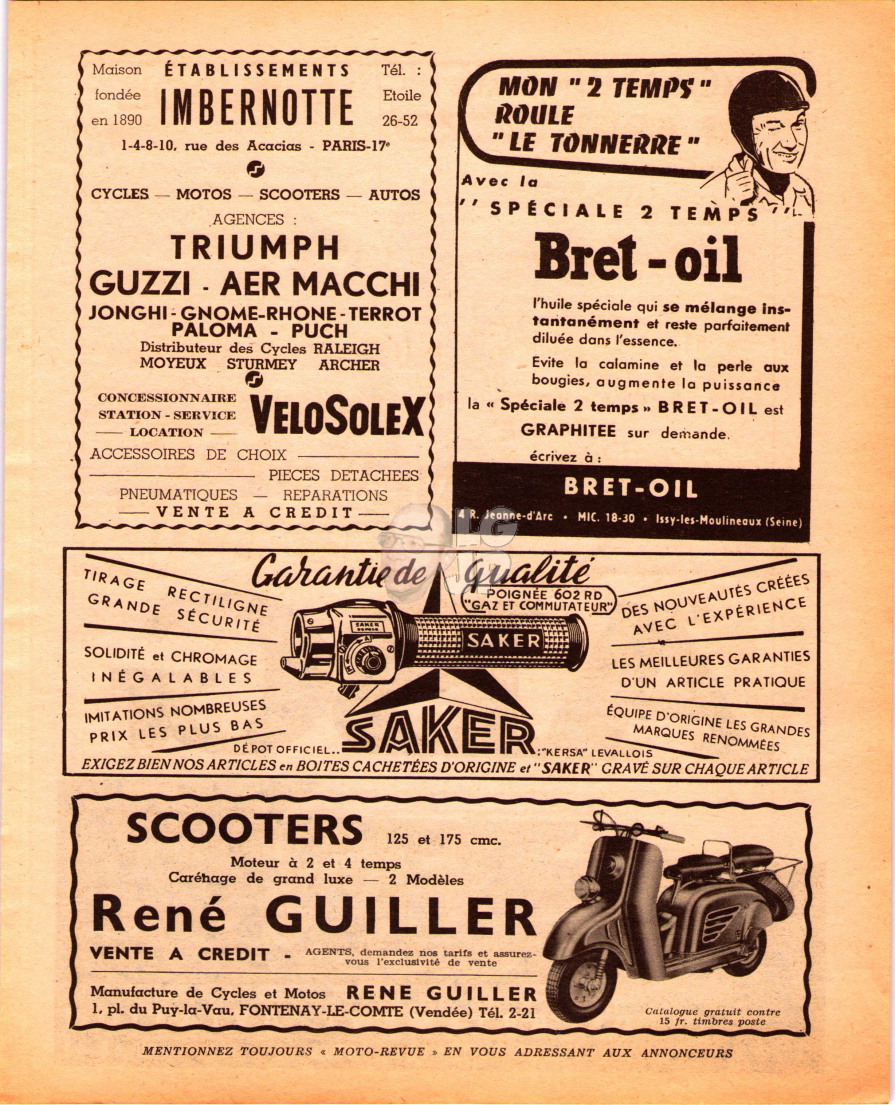 Maison ÉTABLISSEMENTS Tél. :
fondée IMBERNOTTE Etoile
en 1890 26-52
1-4-8-10, rue des Acacias - PARIS-17e
CYCLES — MOTOS — SCOOTERS — AUTOS
AGENCES :
TRIUMPH
GUZZI - AER MACCHI
JONGHI - GNOME-RHONE - TERROT
PALOMA - PUCH
Distributeur des Cycles RALEIGH
MOYEUX STURMEY ARCHER
CONCESSIONNAIRE
STATION - SERVICE
— LOCATION —
VELOSOLEX
ACCESSOIRES DE CHOIX
PIECES DETACHEES
PNEUMATIQUES — REPARATIONS
— VENTE A CREDIT —
MON "2 TEMPS"
ROULE
"LE TONNERRE"
Avec la
"SPÉCIALE 2 TEMPS"
Bret-oil
l'huile spéciale qui se mélange ins-
tantanément et reste parfaitement
diluée dans l'essence.
Evite la calamine et la perle aux
bougies, augmente la puissance
la « Spéciale 2 temps » BRET-OIL est
GRAPHITEE sur demande.
écrivez à :
BRET-OIL
4 R. Jeanne-d'Arc • MIC. 18-30 • Issy-les-Moulineaux (Seine)
LG
Garantie de qualité
TIRAGE RECTILIGNE
GRANDE SÉCURITÉ
SOLIDITÉ et CHROMAGE
INÉGALABLES
IMITATIONS NOMBREUSES
PRIX LES PLUS BAS
POIGNÉE 602 RD
"GAZ ET COMMUTATEUR"
SAKER
SAKER
DES NOUVEAUTÉS CRÉÉES
AVEC L'EXPÉRIENCE
LES MEILLEURES GARANTIES
D'UN ARTICLE PRATIQUE
ÉQUIPE D'ORIGINE LES GRANDES
MARQUES RENOMMÉES
DÉPOT OFFICIEL.. SAKER :"KERSA" LEVALLOIS
EXIGEZ BIEN NOS ARTICLES en BOITES CACHETÉES D'ORIGINE et "SAKER" GRAVÉ SUR CHAQUE ARTICLE
SCOOTERS 125 et 175 cmc.
Moteur à 2 et 4 temps
Carénage de grand luxe — 2 Modèles
René GUILLER
VENTE A CREDIT - AGENTS, demandez nos tarifs et assurez-
vous l'exclusivité de vente
Manufacture de Cycles et Motos RENE GUILLER
1, pl. du Puy-la-Vau, FONTENAY-LE-COMTE (Vendée) Tél. 2-21
Catalogue gratuit contre
15 fr. timbres poste
MENTIONNEZ TOUJOURS « MOTO-REVUE » EN VOUS ADRESSANT AUX ANNONCEURS